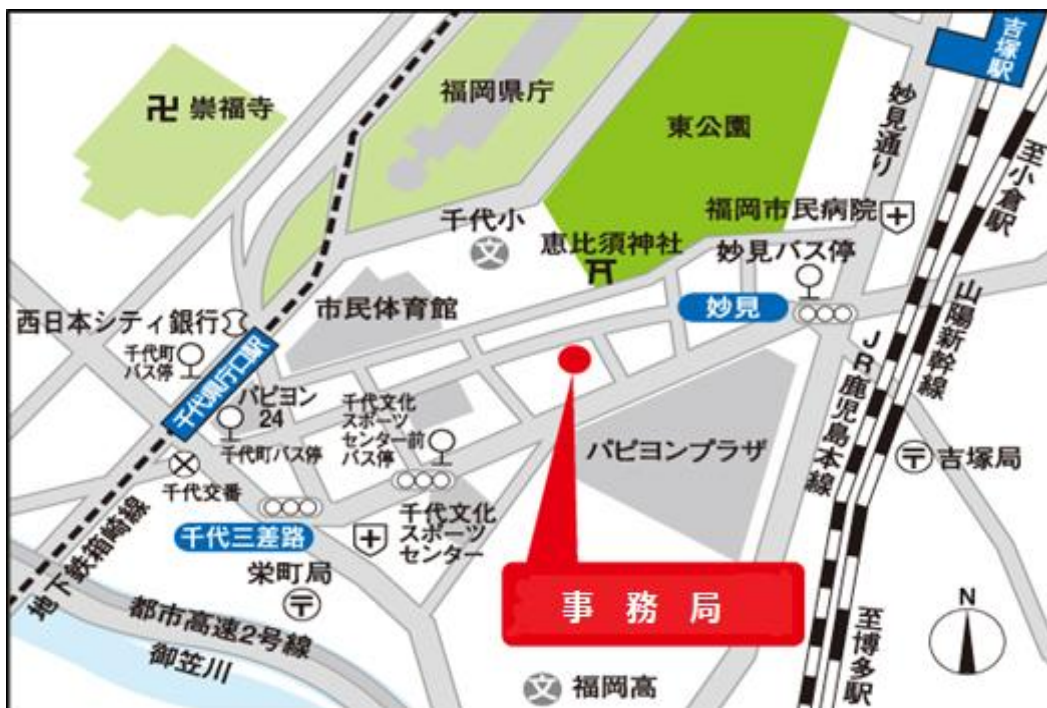 吉塚駅
福岡県庁
卍 崇福寺
東公園
妙見通り
至小倉駅
千代小
文
福岡市民病院
恵比須神社
妙見バス停
山陽新幹線
市民体育館
妙見
西日本シティ銀行
千代町
バス停
千代県庁口駅
JR鹿児島本線
パピヨン
24
千代文化
スポーツ
センター前
バス停
千代町バス停
パピヨンプラザ
〒吉塚局
千代交番
地下鉄箱崎線
千代三差路
千代文化
スポーツ
センター
栄町局
〒
事務局
都市高速2号線
御笠川
至博多駅
N
文 福岡高